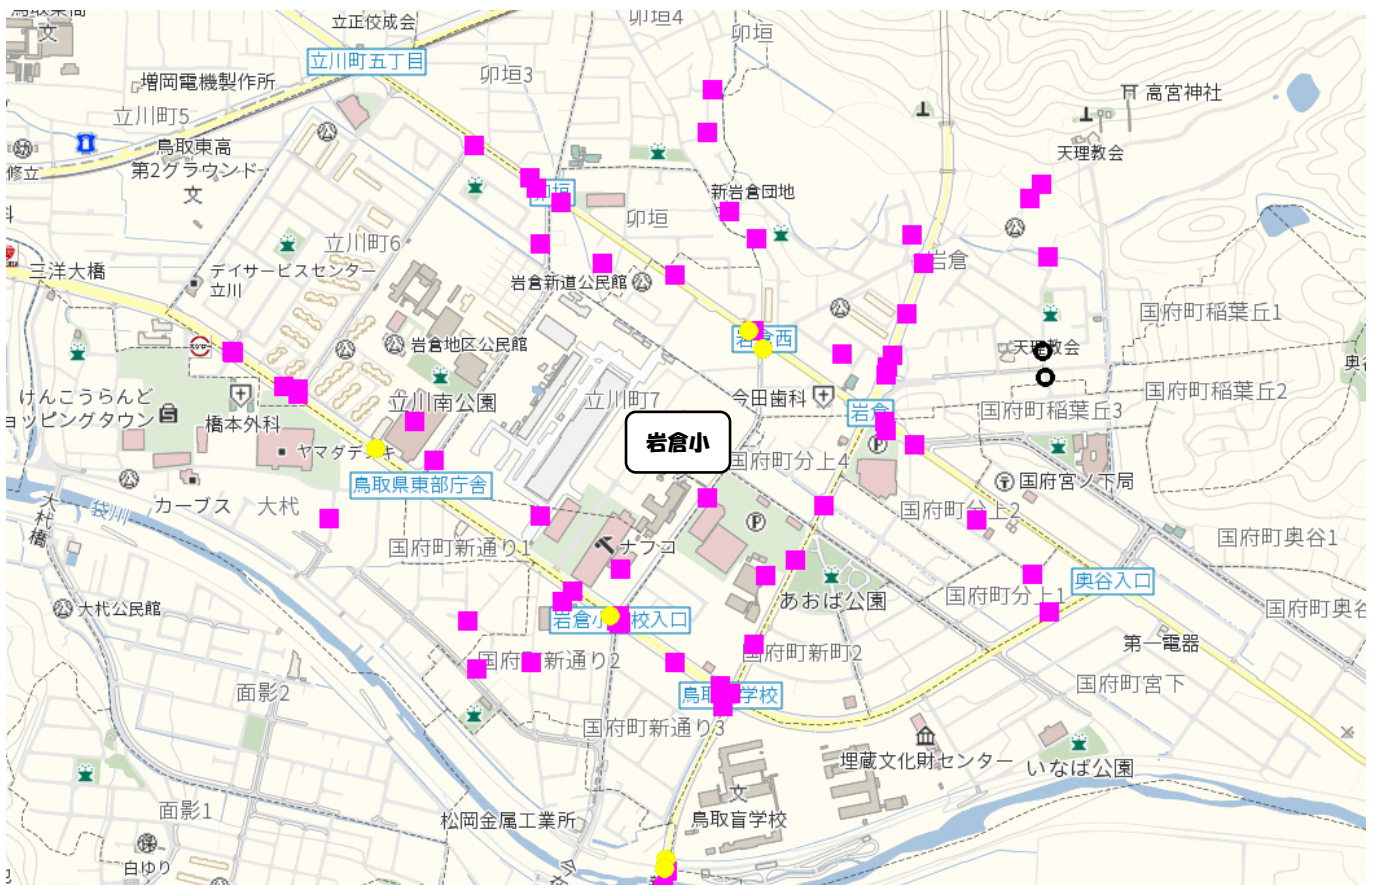 立正佼成会
卯垣4
卯垣
立川町五丁目
卯垣3
増岡電機製作所
高宮神社
立川町5
鳥取東高
第2グラウンド
文
修立
天理教会
卯垣
新岩倉団地
卯垣
立川町6
岩倉
三洋大橋
デイサービスセンター
立川
岩倉新道公民館
国府町稲葉丘1
岩倉西
岩倉地区公民館
天理教会
けんこうらんど
ョッピングタウン
橋本外科
立川南公園
立川町7
今田歯科
岩倉
国府町稲葉丘3
国府町稲葉丘2
岩倉小
ヤマダデンキ
国府町分上4
鳥取県東部庁舎
国府宮ノ下局
カーブス
大杙
大杙橋
袋川
国府町分上2
国府町新通り1
ナフコ
国府町奥谷1
奥谷入口
国府町分上1
あおば公園
大杙公民館
国府町奥谷
岩倉小学校入口
第一電器
国府町新通り2
国府町新町2
面影2
鳥取盲学校
国府町宮下
国府町新通り3
埋蔵文化財センター
いなば公園
文
面影1
松岡金属工業所
鳥取盲学校
白ゆり